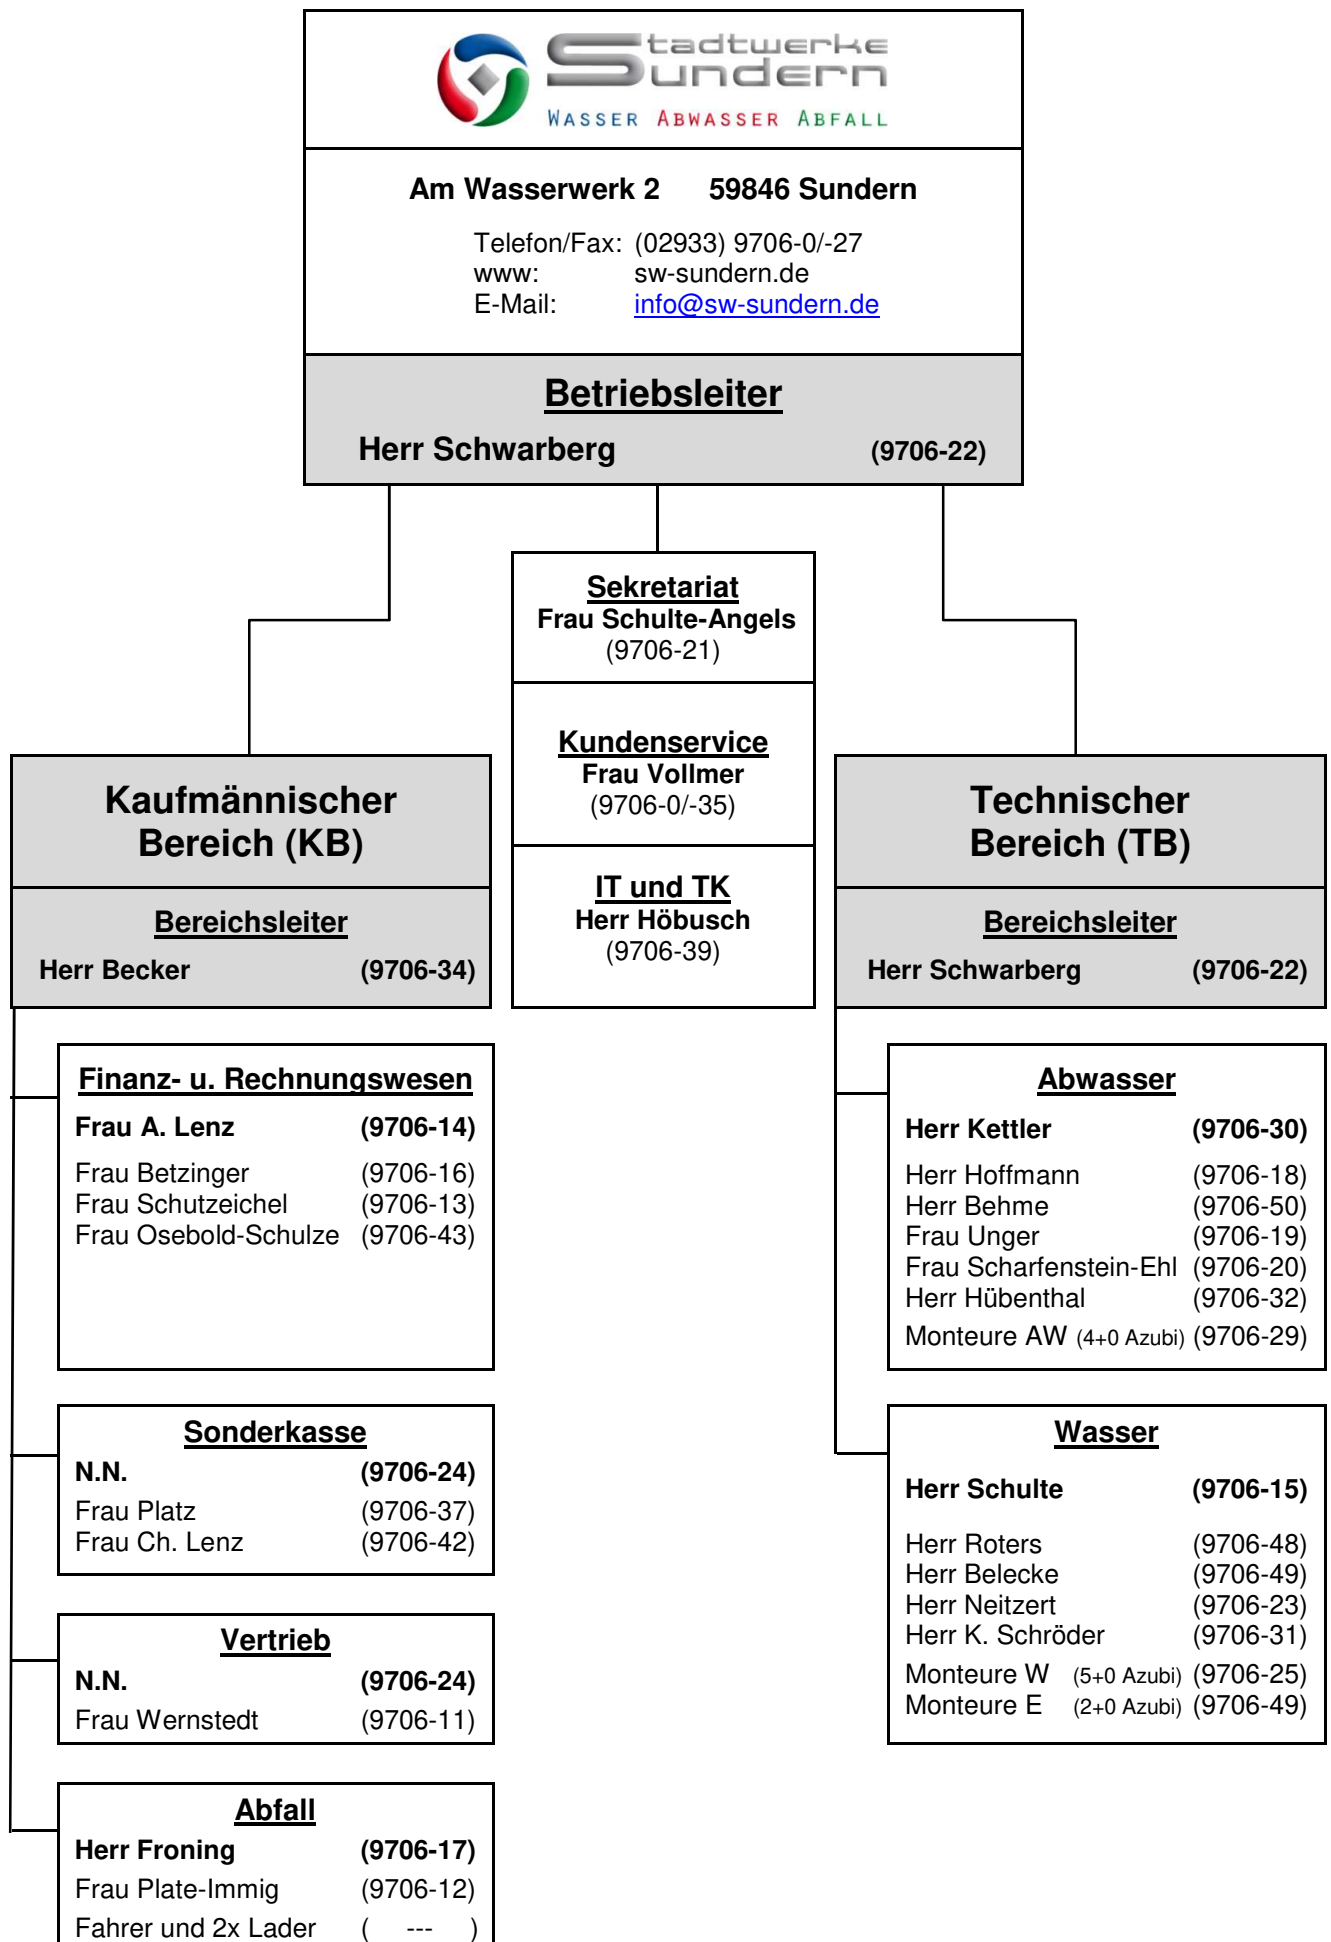 Stadtwerke
Sundern
WASSER ABWASSER ABFALL
Am Wasserwerk 2 59846 Sundern
Telefon/Fax: (02933) 9706-0/-27
www: sw-sundern.de
E-Mail: info@sw-sundern.de
Betriebsleiter
Herr Schwarberg (9706-22)
Sekretariat
Frau Schulte-Angels
(9706-21)
Kundenservice
Frau Vollmer
(9706-0/-35)
IT und TK
Herr Höbusch
(9706-39)
Kaufmännischer
Bereich (KB)
Bereichsleiter
Herr Becker (9706-34)
Finanz- u. Rechnungswesen
Frau A. Lenz (9706-14)
Frau Betzinger (9706-16)
Frau Schutzeichel (9706-13)
Frau Osebold-Schulze (9706-43)
Sonderkasse
N.N. (9706-24)
Frau Platz (9706-37)
Frau Ch. Lenz (9706-42)
Vertrieb
N.N. (9706-24)
Frau Wernstedt (9706-11)
Abfall
Herr Froning (9706-17)
Frau Plate-Immig (9706-12)
Fahrer und 2x Lader ( --- )
Technischer
Bereich (TB)
Bereichsleiter
Herr Schwarberg (9706-22)
Abwasser
Herr Kettler (9706-30)
Herr Hoffmann (9706-18)
Herr Behme (9706-50)
Frau Unger (9706-19)
Frau Scharfenstein-Ehl (9706-20)
Herr Hübenthal (9706-32)
Monteure AW (4+0 Azubi) (9706-29)
Wasser
Herr Schulte (9706-15)
Herr Roters (9706-48)
Herr Belecke (9706-49)
Herr Neitzert (9706-23)
Herr K. Schröder (9706-31)
Monteure W (5+0 Azubi) (9706-25)
Monteure E (2+0 Azubi) (9706-49)